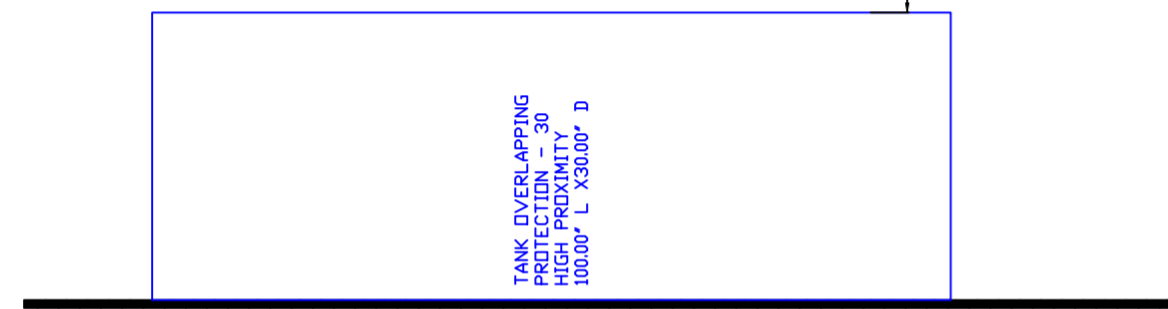 TANK OVERLAPPING
PROTECTION - 30
HIGH PROXIMITY
100.00" L X30.00" D